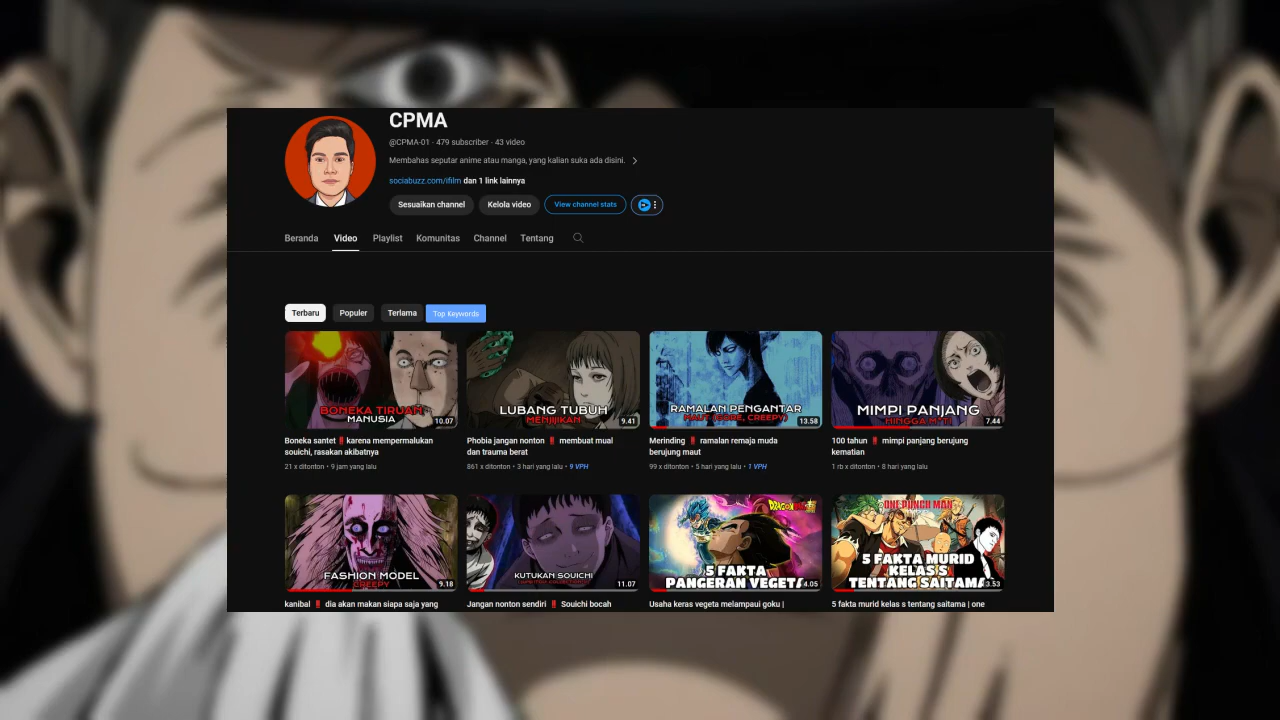 CPMA
@CPMA-01 · 479 subscriber · 43 video
Membahas seputar anime atau manga, yang kalian suka ada disini.
sociabuzz.com/ifilm dan 1 link lainnya
Sesuaikan channel Kelola video View channel stats
Beranda Video Playlist Komunitas Channel Tentang
Terbaru Populer Terlama Top Keywords
BONEKA TIRUAN
MANUSIA
10.07
LUBANG TUBUH
MENJIJIKAN
9.41
RAMALAN PENGANTAR
MAUT (GORE, CREEPY)
13.58
MIMPI PANJANG
HINGGA MATI
7.44
Boneka santet ‼️ karena mempermalukan
souichi, rasakan akibatnya
21 x ditonton • 9 jam yang lalu
Phobia jangan nonton ‼️ membuat mual
dan trauma berat
861 x ditonton • 3 hari yang lalu • 9 VPH
Merinding ‼️ ramalan remaja muda
berujung maut
99 x ditonton • 5 hari yang lalu • 1 VPH
100 tahun ‼️ mimpi panjang berujung
kematian
1 rb x ditonton • 8 hari yang lalu
FASHION MODEL
CREEPY
9.18
KUTUKAN SOUICHI
11.07
DRAGONBALL
5 FAKTA
PANGERAN VEGETA
4.05
ONE PUNCH MAN
5 FAKTA MURID
KELAS S
TENTANG SAITAMA
3.53
kanibal ‼️ dia akan makan siapa saja yang
Jangan nonton sendiri ‼️ Souichi bocah
Usaha keras vegeta melampaui goku |
5 fakta murid kelas s tentang saitama | one